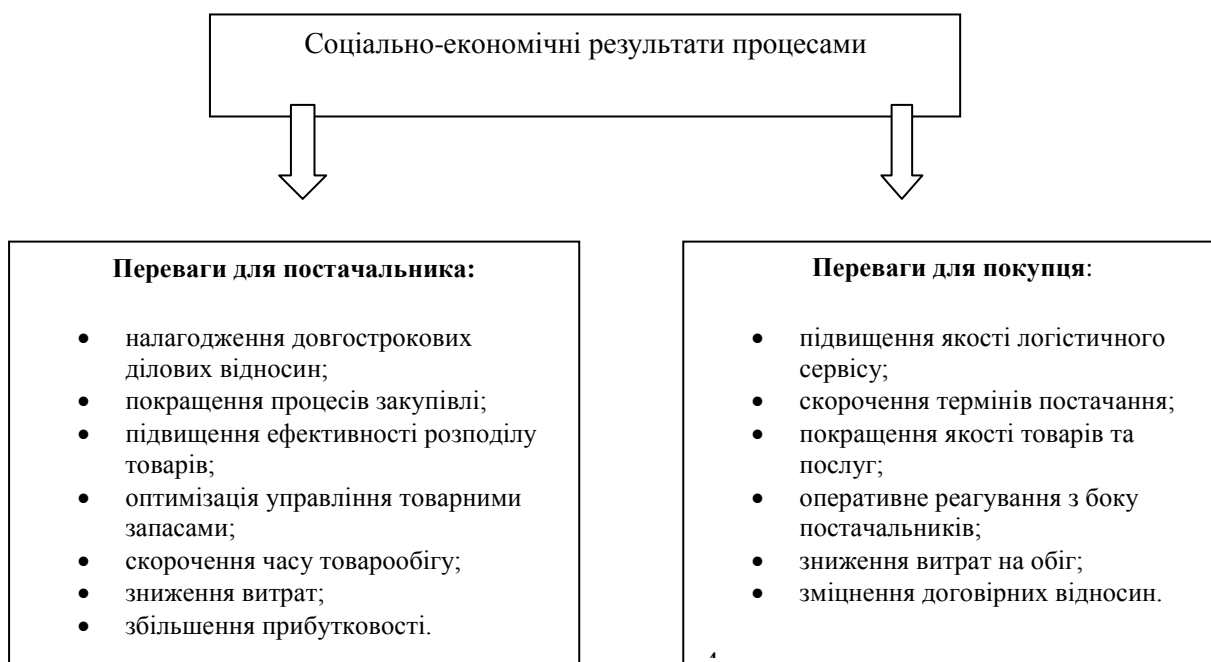 Соціально-економічні результати процесами
Переваги для постачальника:
• налагодження довгострокових
ділових відносин;
• покращення процесів закупівлі;
• підвищення ефективності розподілу
товарів;
• оптимізація управління товарними
запасами;
• скорочення часу товарообігу;
• зниження витрат;
• збільшення прибутковості.
Переваги для покупця:
• підвищення якості логістичного
сервісу;
• скорочення термінів постачання;
• покращення якості товарів та
послуг;
• оперативне реагування з боку
постачальників;
• зниження витрат на обіг;
• зміцнення договірних відносин.